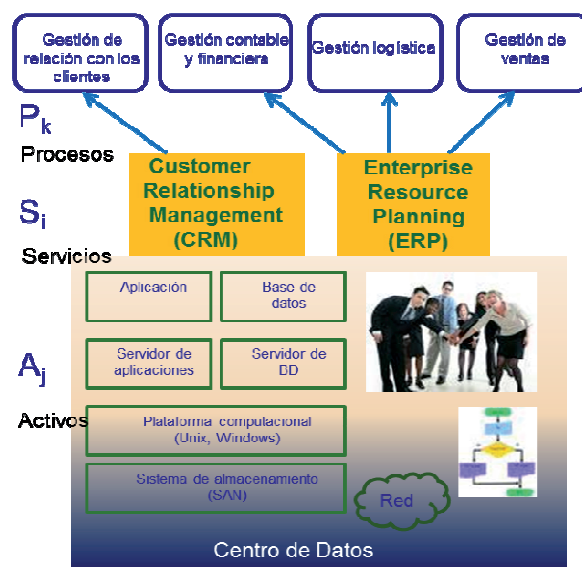 Gestión de
relación con los
clientes
Gestión contable
y financiera
Gestión logística
Gestión de
ventas
Pk
Procesos
Customer
Relationship
Management
(CRM)
Enterprise
Resource
Planning
(ERP)
Si
Servicios
Aplicación
Base de
datos
Servidor de
aplicaciones
Servidor de
BD
Aj
Activos
Plataforma computacional
(Unix, Windows)
Sistema de almacenamiento
(SAN)
Red
Centro de Datos